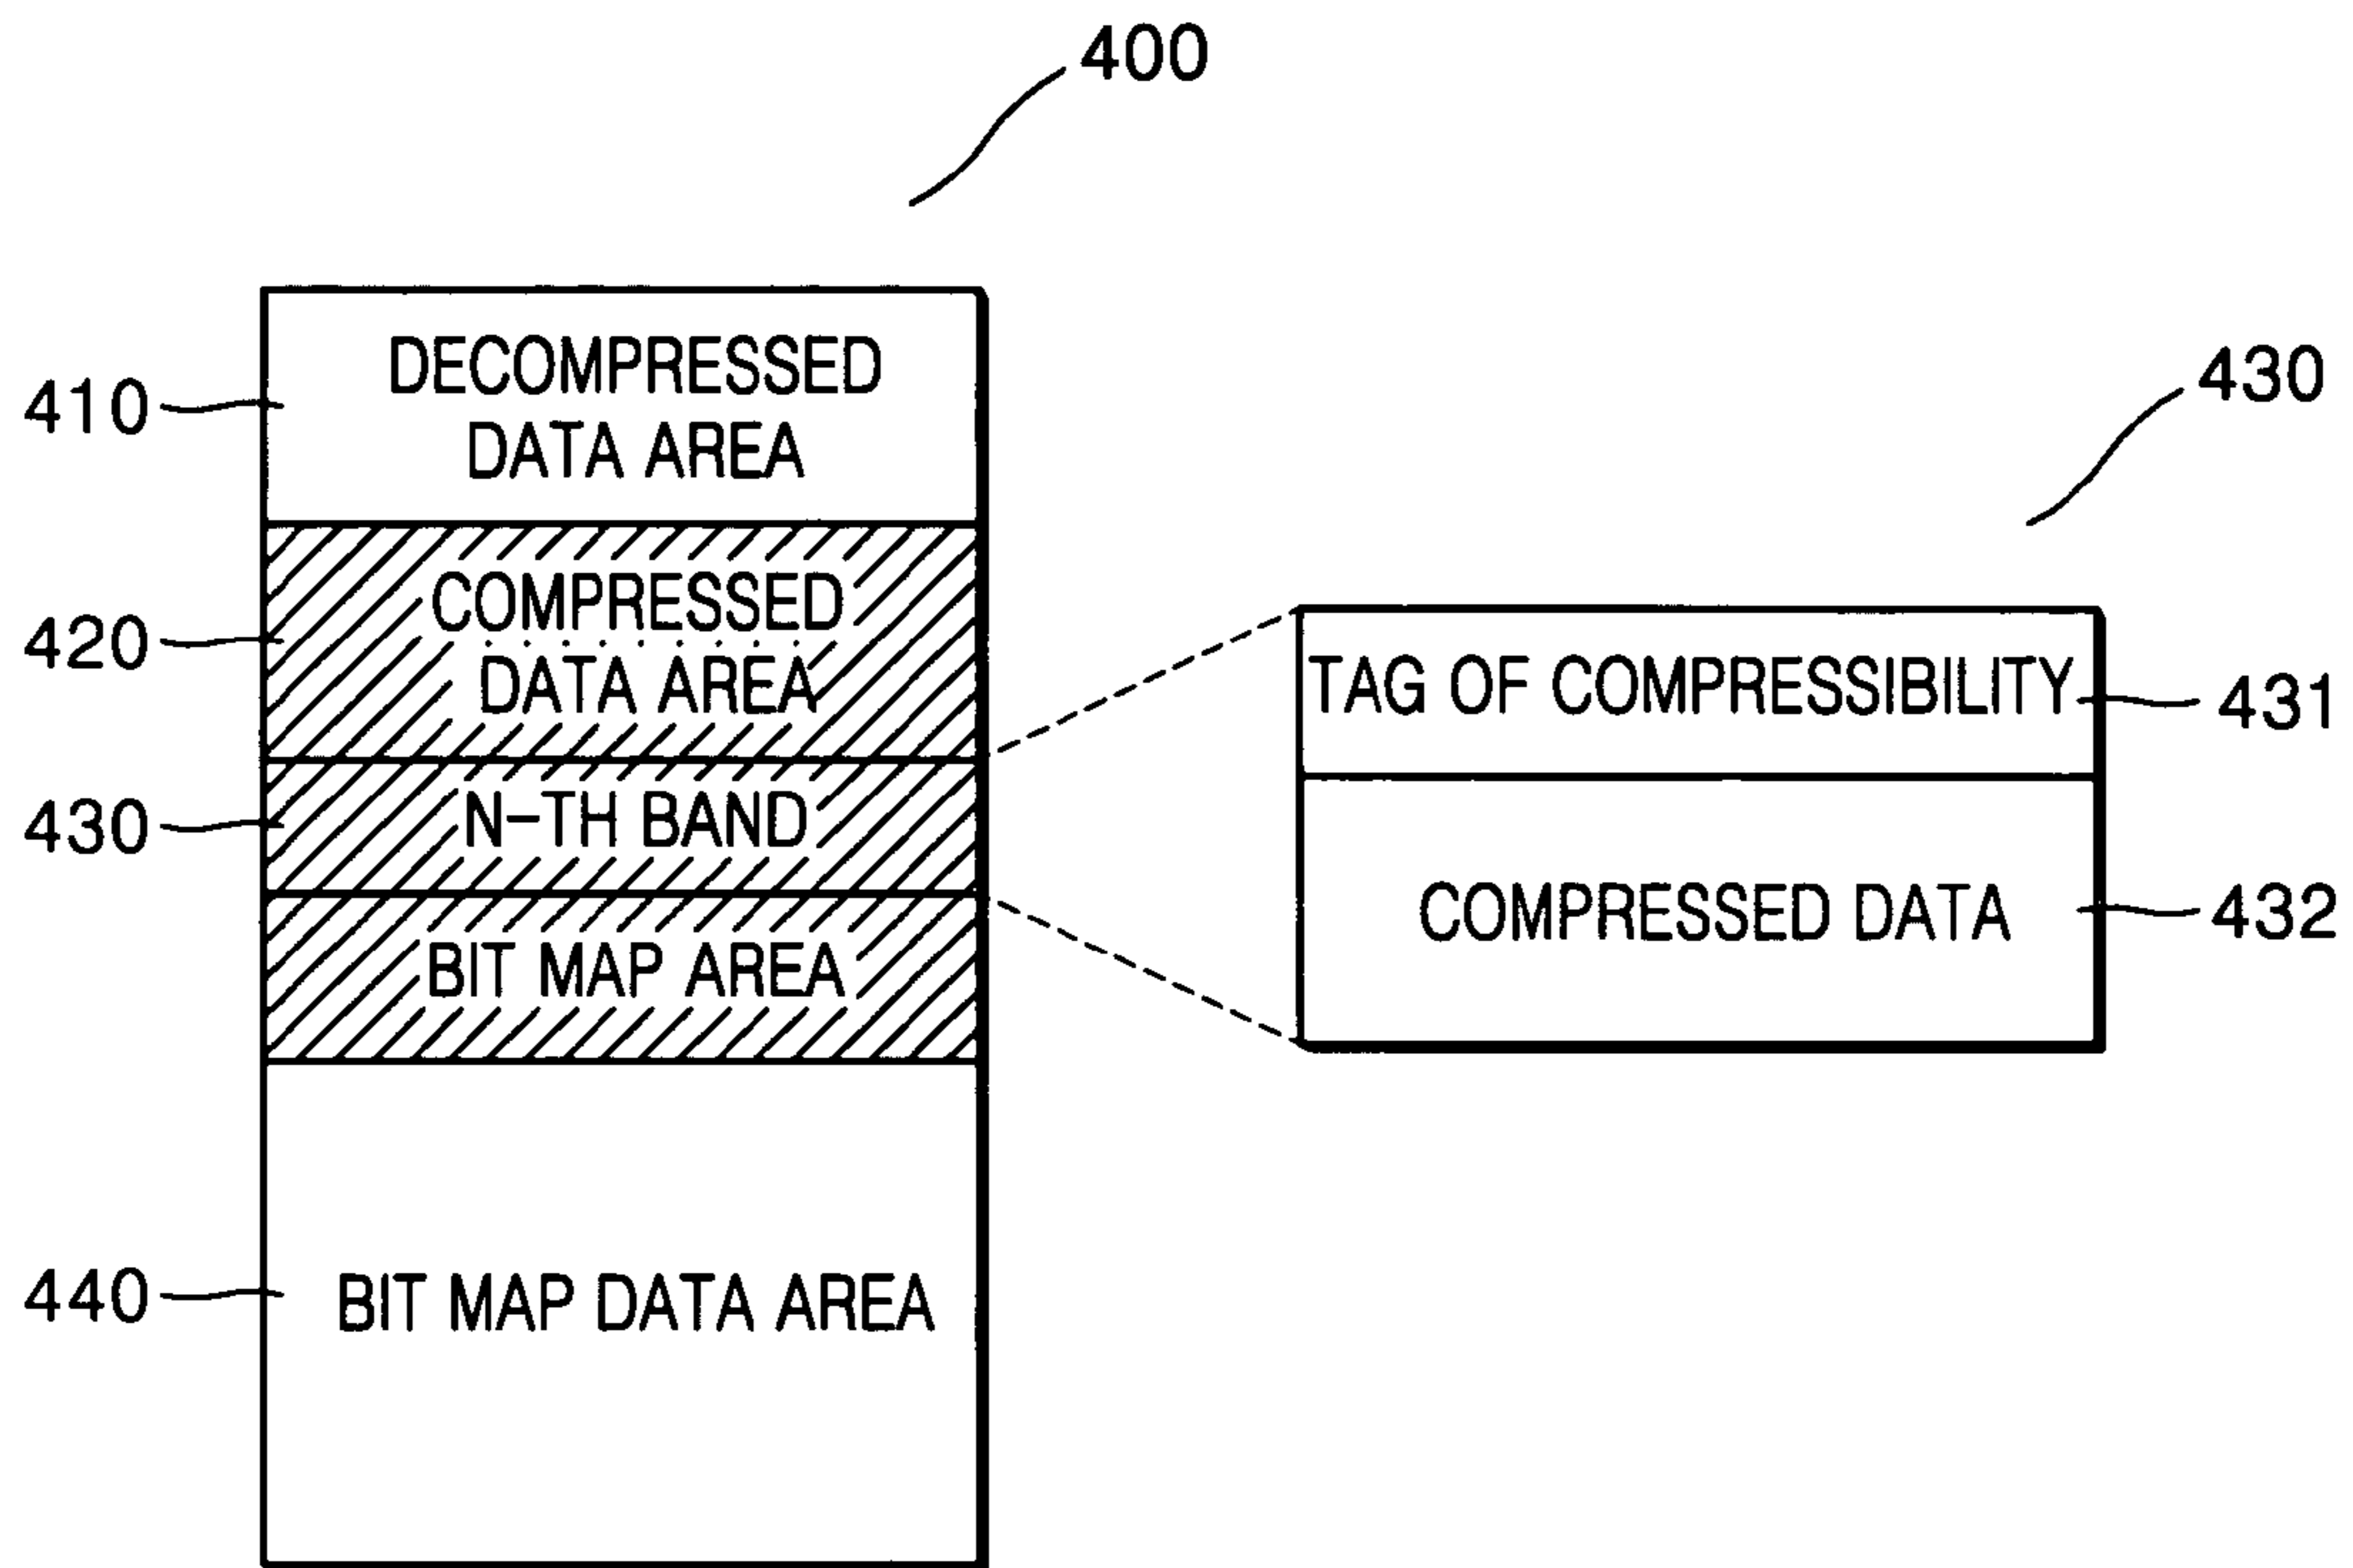 400
DECOMPRESSED
DATA AREA
410
COMPRESSED
DATA AREA
420
N-TH BAND
430
BIT MAP AREA
BIT MAP DATA AREA
440
430
TAG OF COMPRESSIBILITY
431
COMPRESSED DATA
432